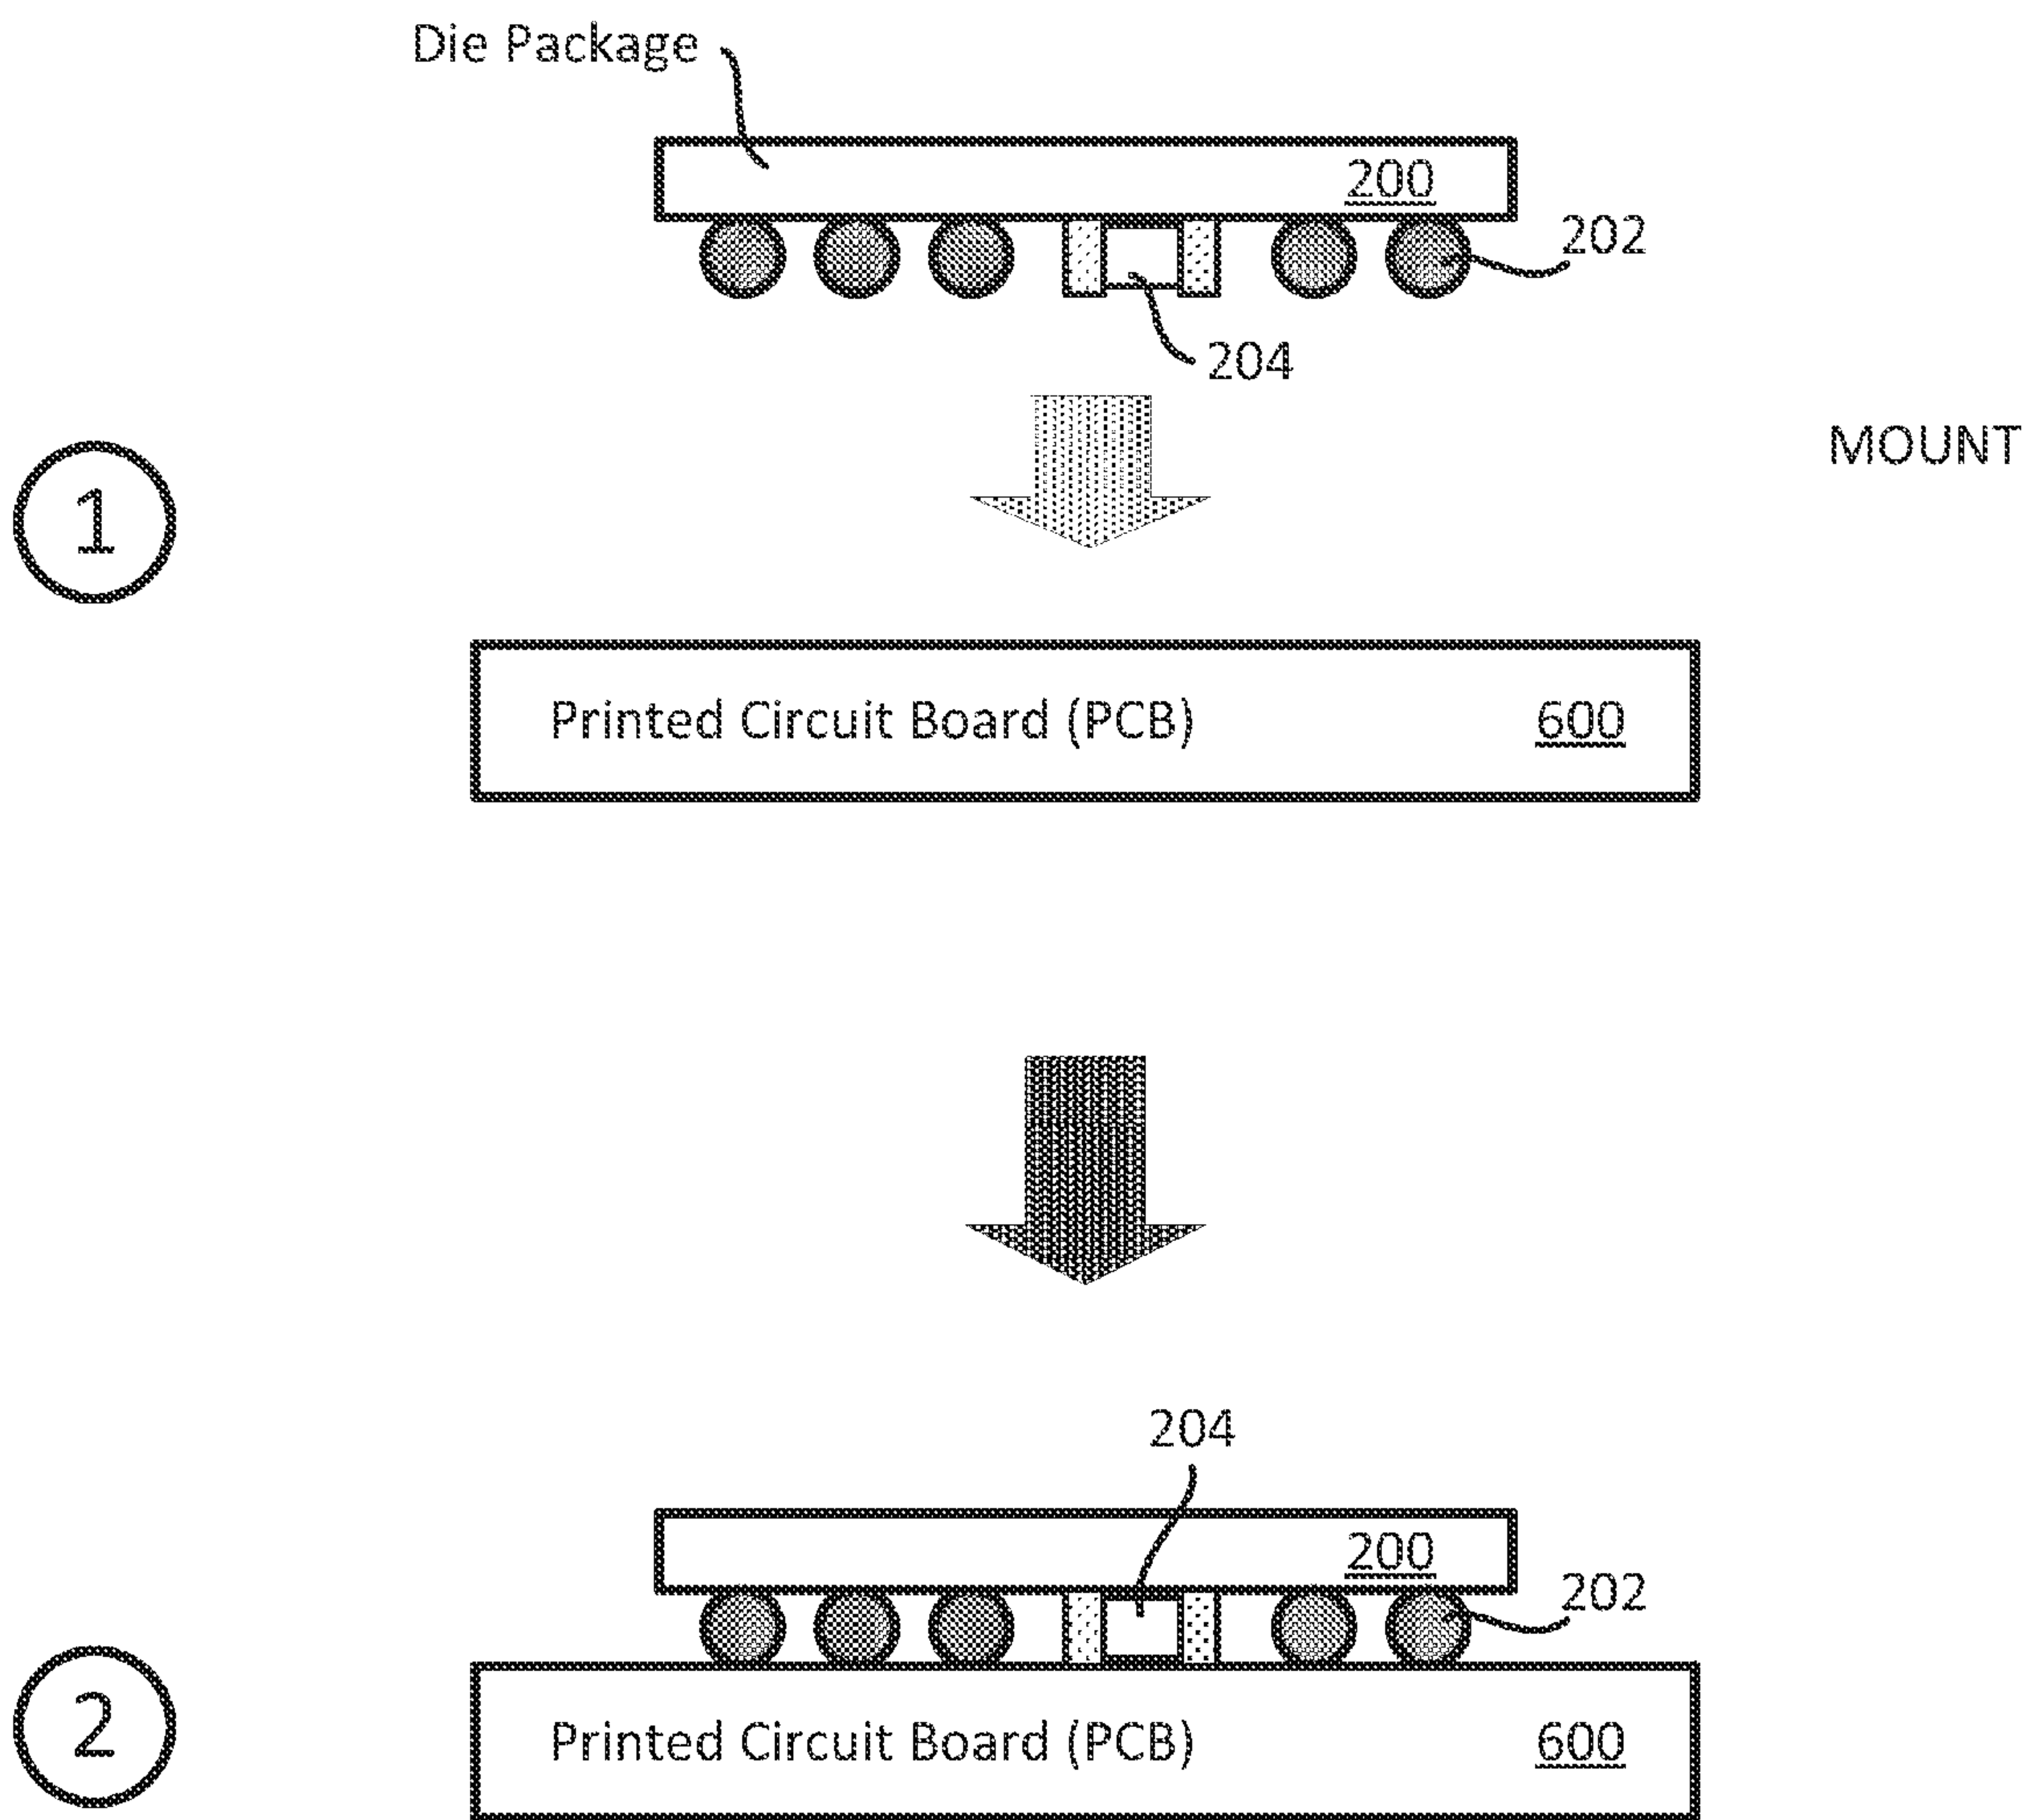 Die Package
200
202
204
MOUNT
1
Printed Circuit Board (PCB) 600
204
200
202
2
Printed Circuit Board (PCB) 600